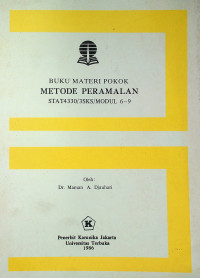 BUKU MATERI POKOK
METODE PERAMALAN
STAT4330/3SKS/MODUL 6-9
Oleh:
Dr. Maman A. Djauhari
K
Penerbit Karunika Jakarta
Universitas Terbuka
1986